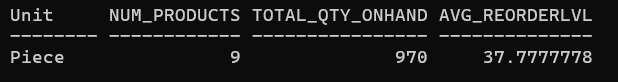 Unit     NUM_PRODUCTS TOTAL_QTY_ONHAND AVG_REORDERLVL
-------- ------------ ---------------- --------------
Piece               9              970     37.7777778